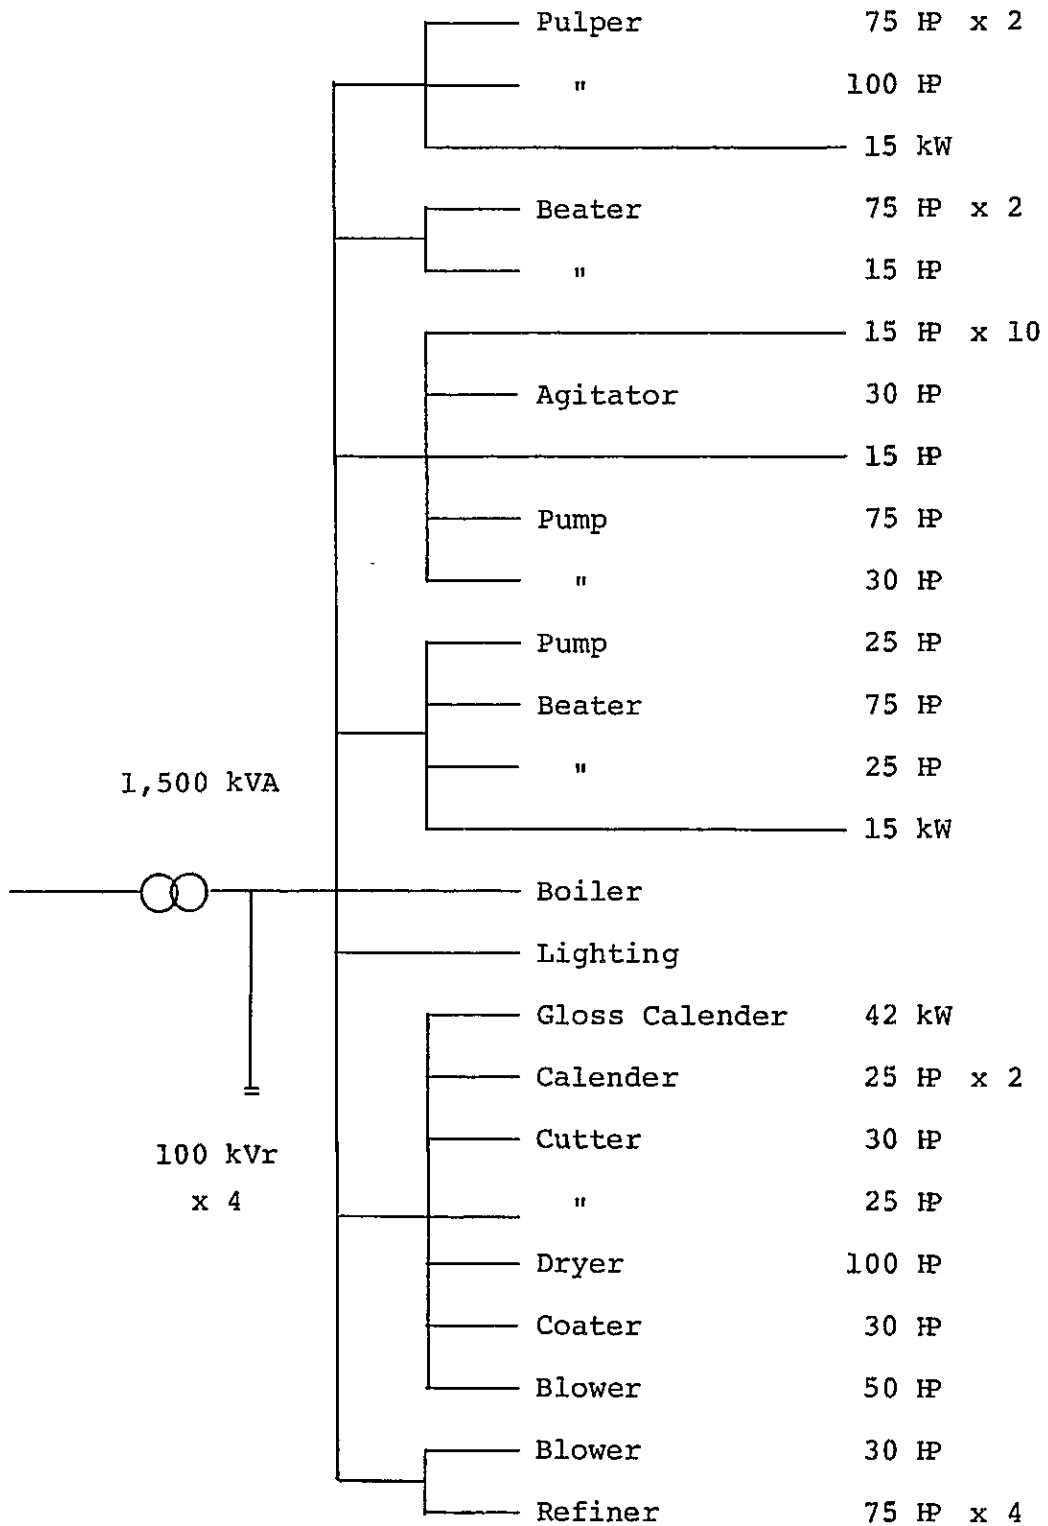 Pulper 75 HP x 2
" 100 HP
15 kW
Beater 75 HP x 2
" 15 HP
15 HP x 10
Agitator 30 HP
15 HP
Pump 75 HP
" 30 HP
Pump 25 HP
Beater 75 HP
" 25 HP
1,500 kVA
15 kW
Boiler
Lighting
Gloss Calender 42 kW
Calender 25 HP x 2
Cutter 30 HP
100 kVr
x 4
" 25 HP
Dryer 100 HP
Coater 30 HP
Blower 50 HP
Blower 30 HP
Refiner 75 HP x 4